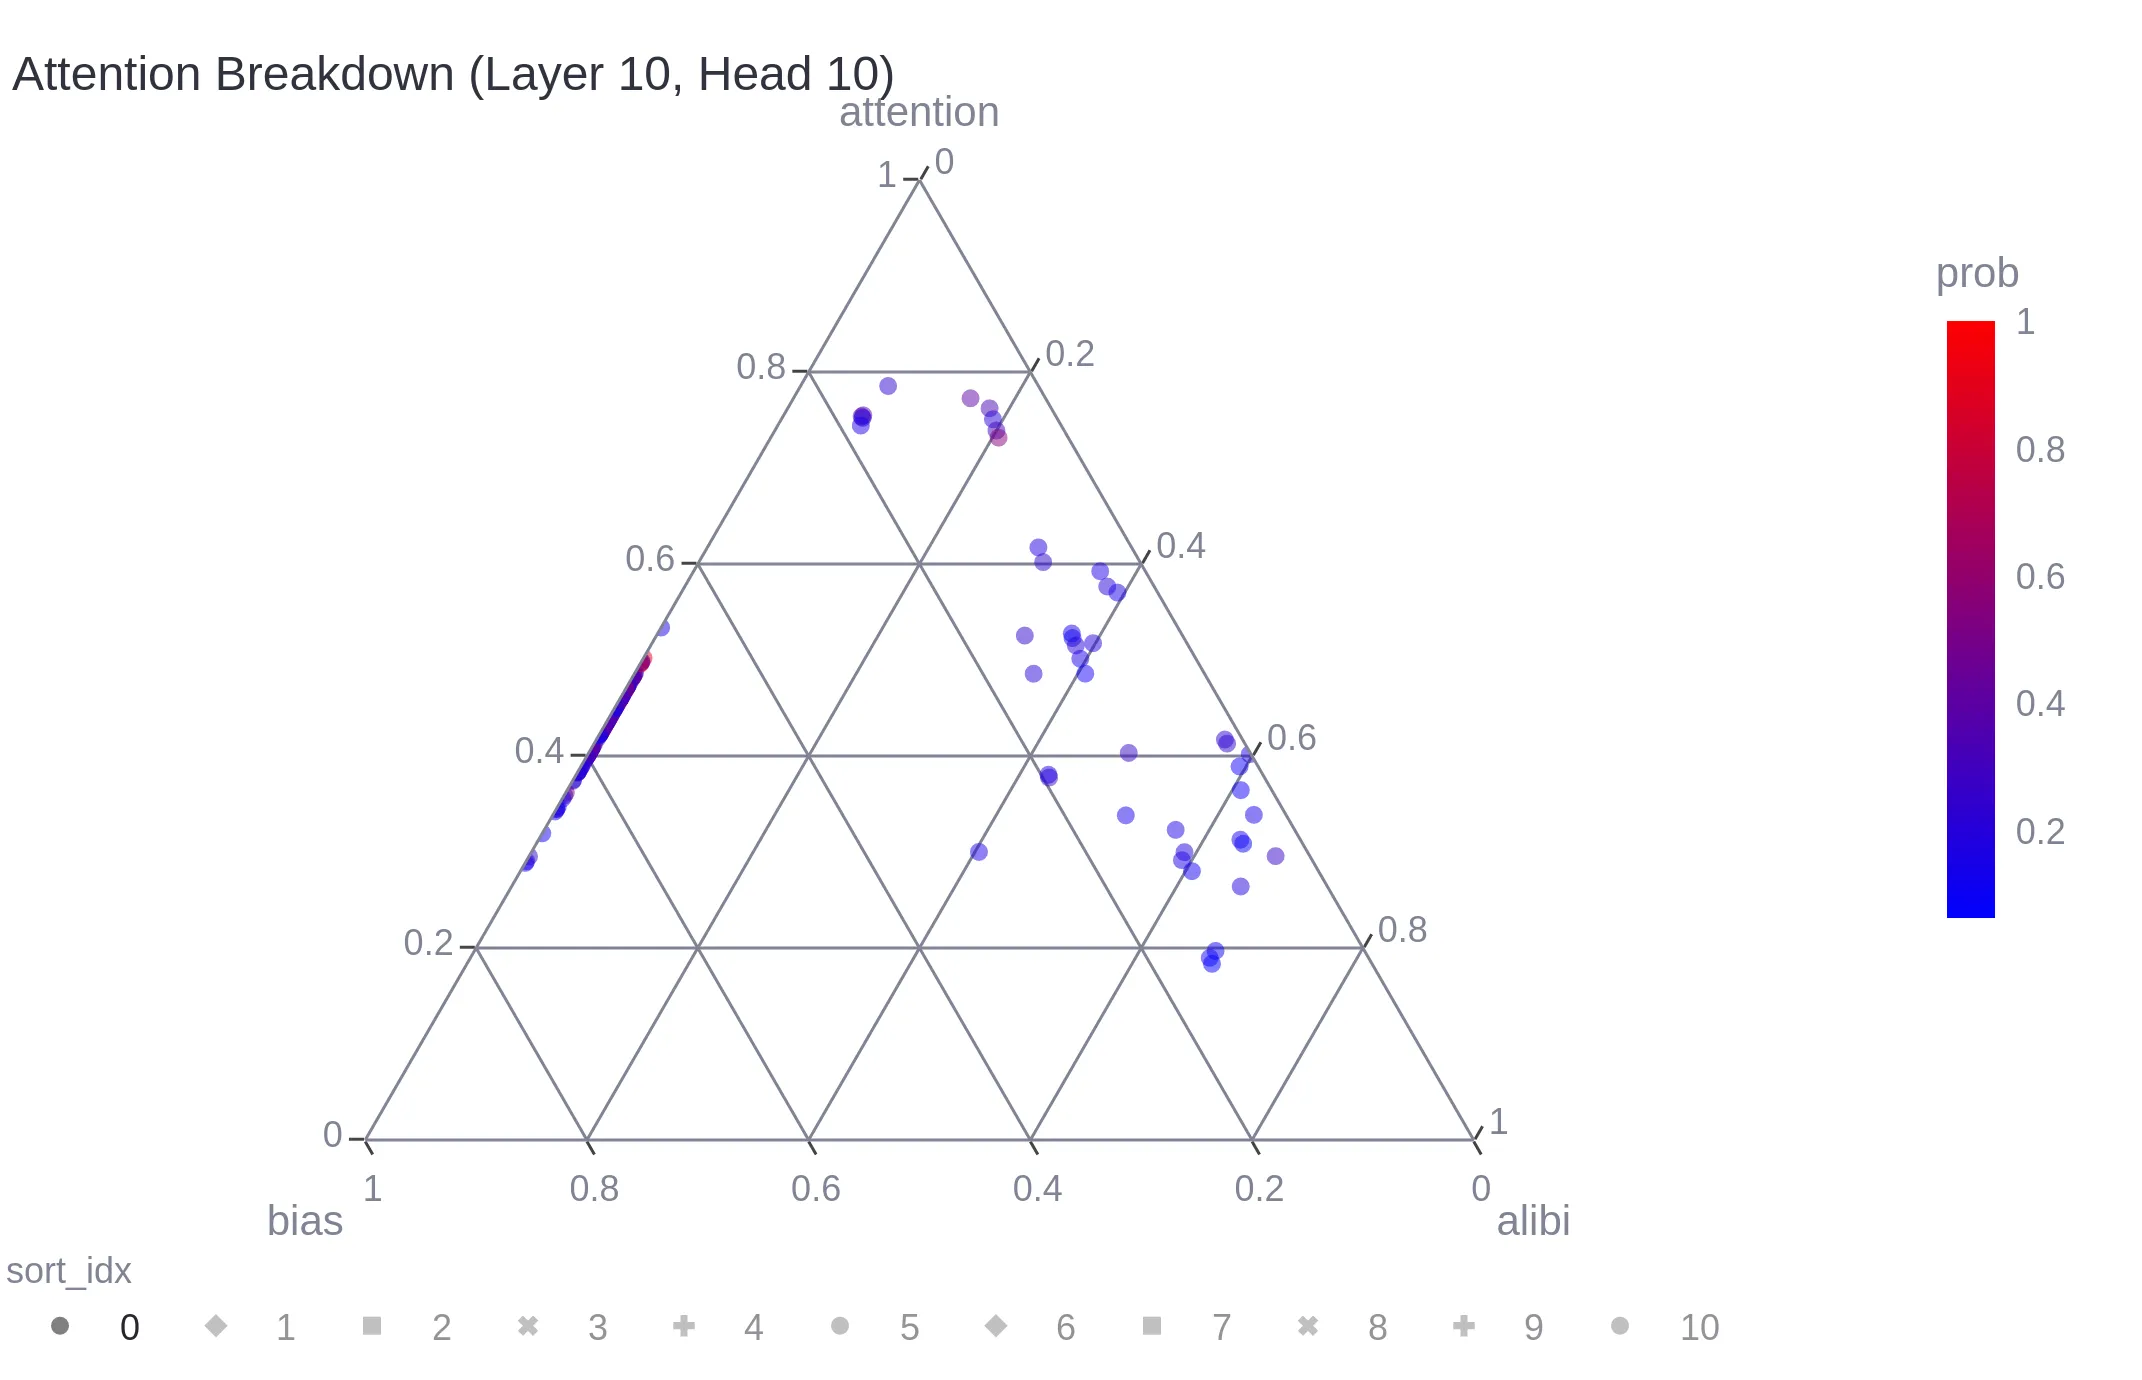 Attention Breakdown (Layer 10, Head 10)
attention
1 0
0.8 0.2
0.6 0.4
0.4 0.6
0.2 0.8
0 1
1 0.8 0.6 0.4 0.2 0
bias alibi
prob
1
0.8
0.6
0.4
0.2
sort_idx
0 1 2 3 4 5 6 7 8 9 10